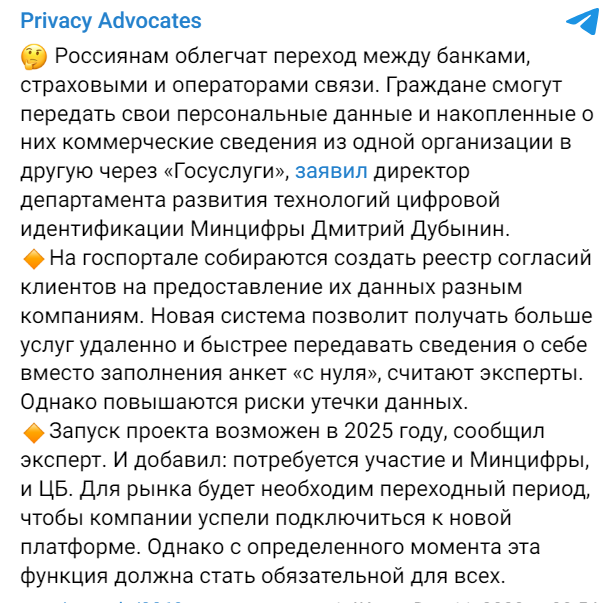 Privacy Advocates
🤔 Россиянам облегчат переход между банками,
страховыми и операторами связи. Граждане смогут
передать свои персональные данные и накопленные о
них коммерческие сведения из одной организации в
другую через «Госуслуги», заявил директор
департамента развития технологий цифровой
идентификации Минцифры Дмитрий Дубынин.
🔸На госпортале собираются создать реестр согласий
клиентов на предоставление их данных разным
компаниям. Новая система позволит получать больше
услуг удаленно и быстрее передавать сведения о себе
вместо заполнения анкет «с нуля», считают эксперты.
Однако повышаются риски утечки данных.
🔸Запуск проекта возможен в 2025 году, сообщил
эксперт. И добавил: потребуется участие и Минцифры,
и ЦБ. Для рынка будет необходим переходный период,
чтобы компании успели подключиться к новой
платформе. Однако с определенного момента эта
функция должна стать обязательной для всех.